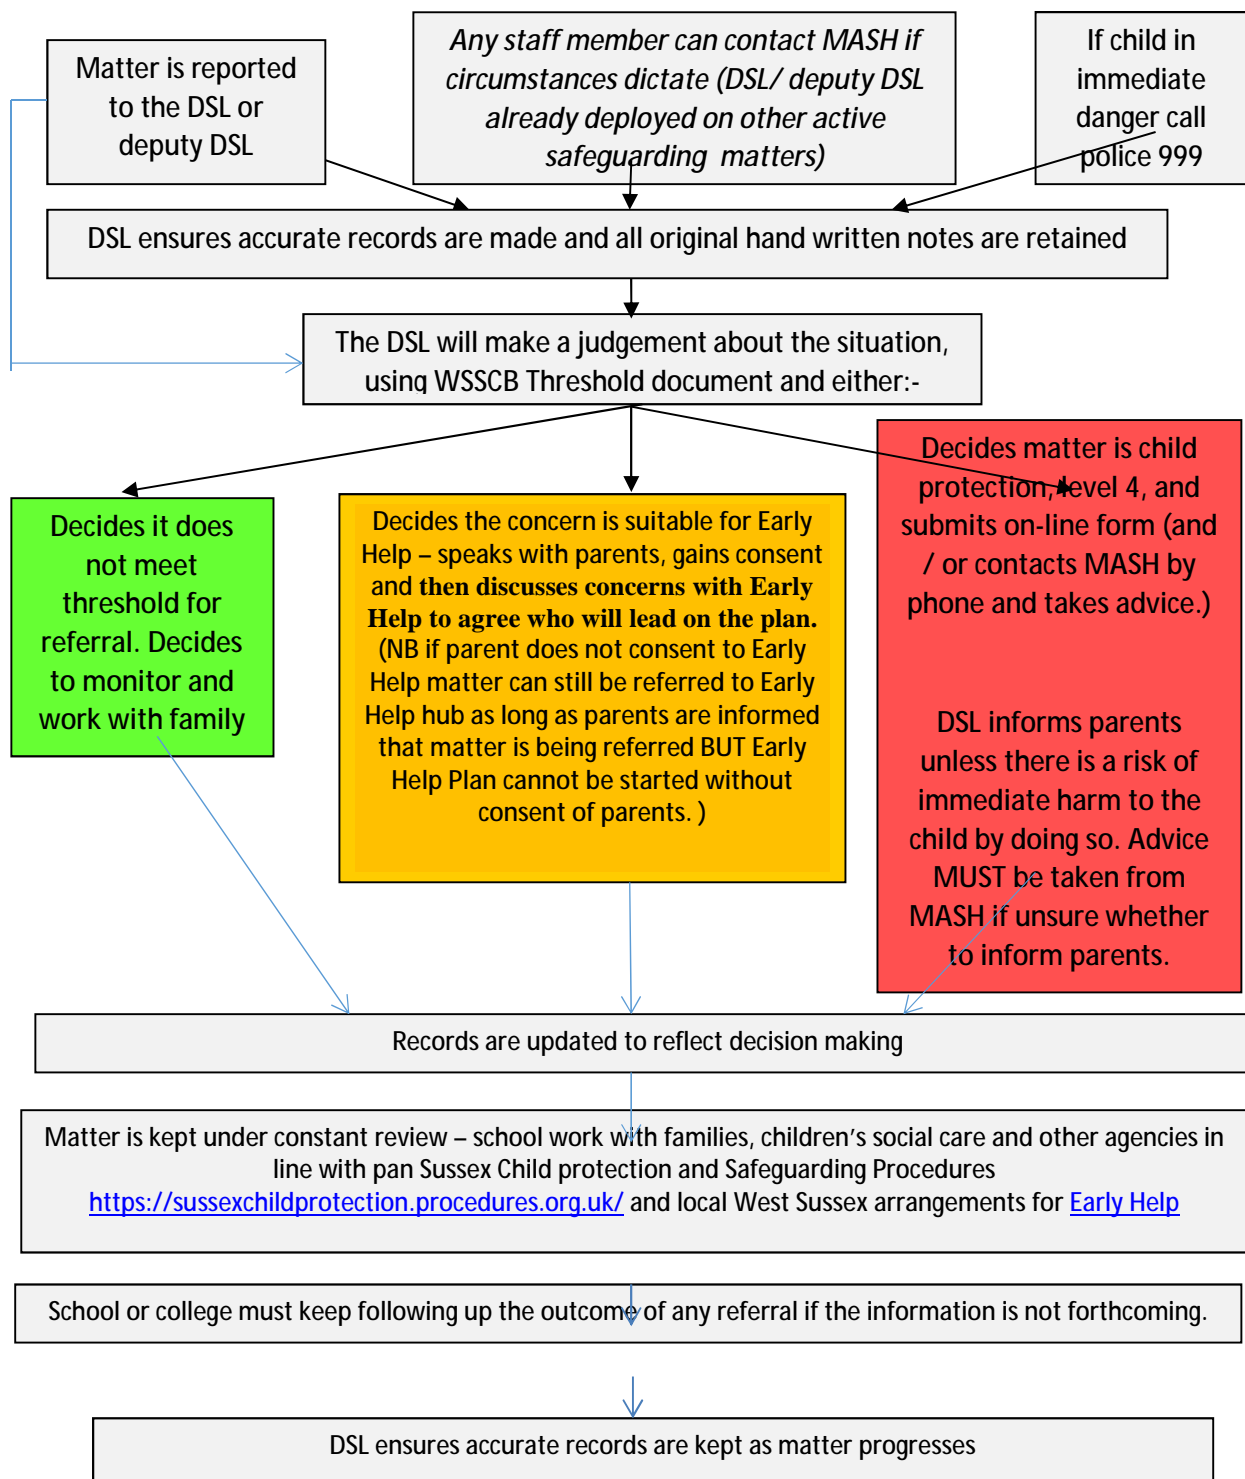 Matter is reported
to the DSL or
deputy DSL
Any staff member can contact MASH if
circumstances dictate (DSL/ deputy DSL
already deployed on other active
safeguarding matters)
If child in
immediate
danger call
police 999
DSL ensures accurate records are made and all original hand written notes are retained
The DSL will make a judgement about the situation,
using WSSCB Threshold document and either:-
Decides it does
not meet
threshold for
referral. Decides
to monitor and
work with family
Decides the concern is suitable for Early
Help – speaks with parents, gains consent
and then discusses concerns with Early
Help to agree who will lead on the plan.
(NB if parent does not consent to Early
Help matter can still be referred to Early
Help hub as long as parents are informed
that matter is being referred BUT Early
Help Plan cannot be started without
consent of parents. )
Decides matter is child
protection, level 4, and
submits on-line form (and
/ or contacts MASH by
phone and takes advice.)
DSL informs parents
unless there is a risk of
immediate harm to the
child by doing so. Advice
MUST be taken from
MASH if unsure whether
to inform parents.
Records are updated to reflect decision making
Matter is kept under constant review – school work with families, children’s social care and other agencies in
line with pan Sussex Child protection and Safeguarding Procedures
https://sussexchildprotection.procedures.org.uk/ and local West Sussex arrangements for Early Help
School or college must keep following up the outcome of any referral if the information is not forthcoming.
DSL ensures accurate records are kept as matter progresses